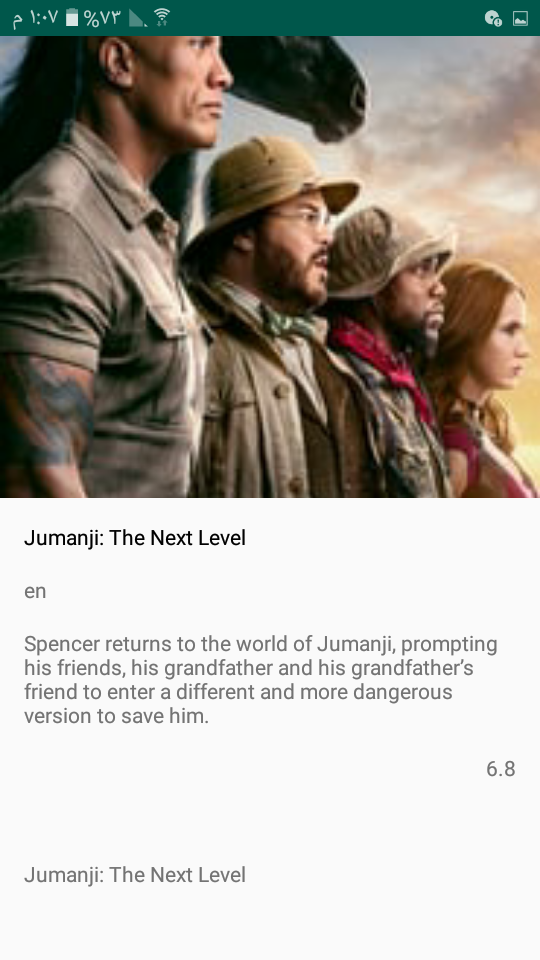 م ١:٠٧ %٧٣
Jumanji: The Next Level
en
Spencer returns to the world of Jumanji, prompting
his friends, his grandfather and his grandfather's
friend to enter a different and more dangerous
version to save him.
6.8
Jumanji: The Next Level